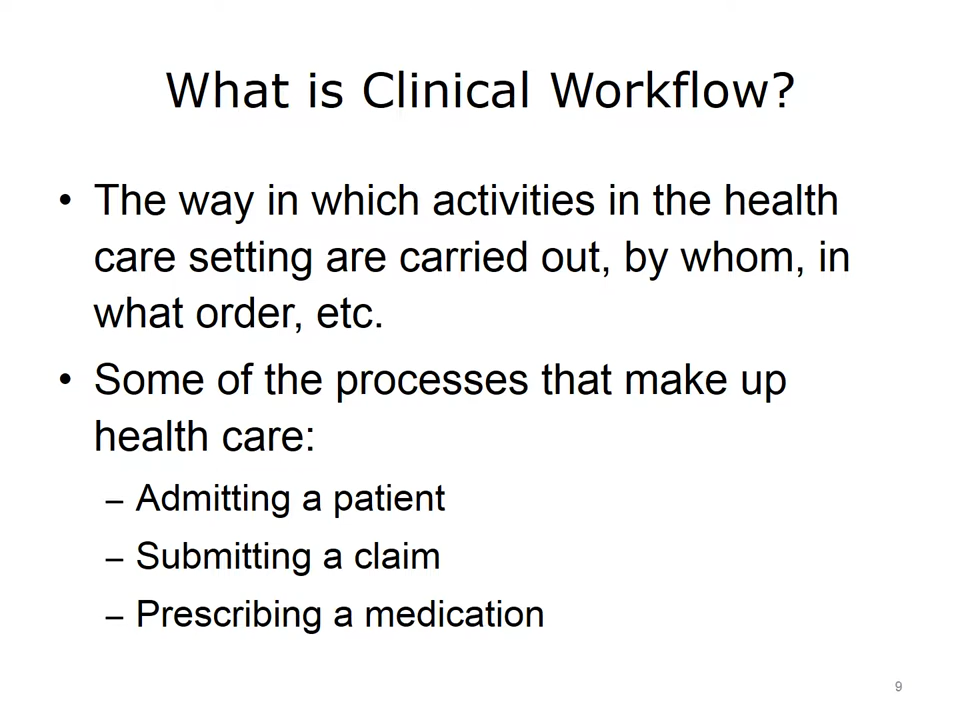 What is Clinical Workflow?
• The way in which activities in the health
care setting are carried out, by whom, in
what order, etc.
• Some of the processes that make up
health care:
– Admitting a patient
– Submitting a claim
– Prescribing a medication
9